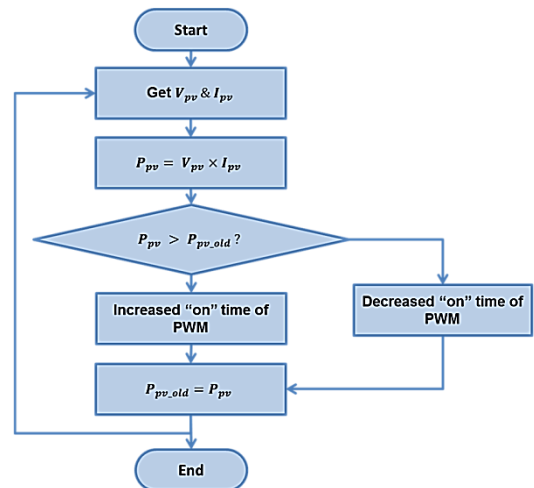 Start
Get V_pv & I_pv
P_pv = V_pv × I_pv
P_pv > P_pv_old ?
Increased “on” time of
PWM
Decreased “on” time of
PWM
P_pv_old = P_pv
End